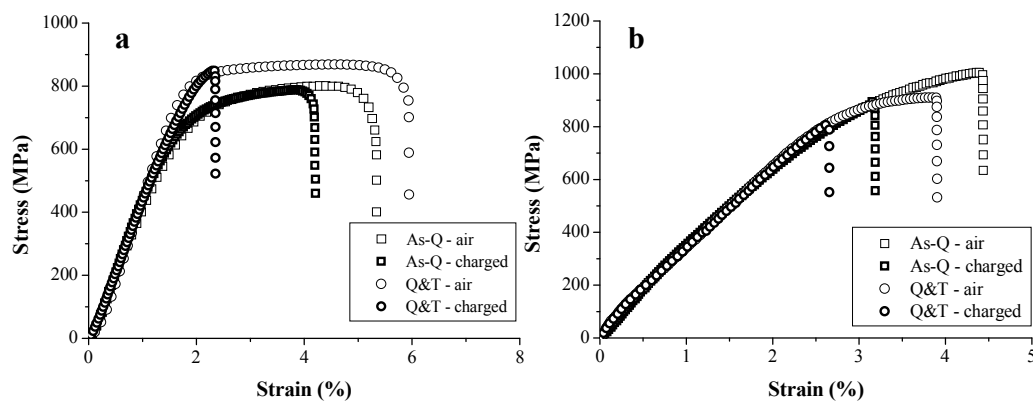 a
1000
800
600
400
200
0
Stress (MPa)
0 2 4 6 8
Strain (%)
As-Q - air
As-Q - charged
Q&T - air
Q&T - charged
b
1200
1000
800
600
400
200
0
Stress (MPa)
0 1 2 3 4 5
Strain (%)
As-Q - air
As-Q - charged
Q&T - air
Q&T - charged